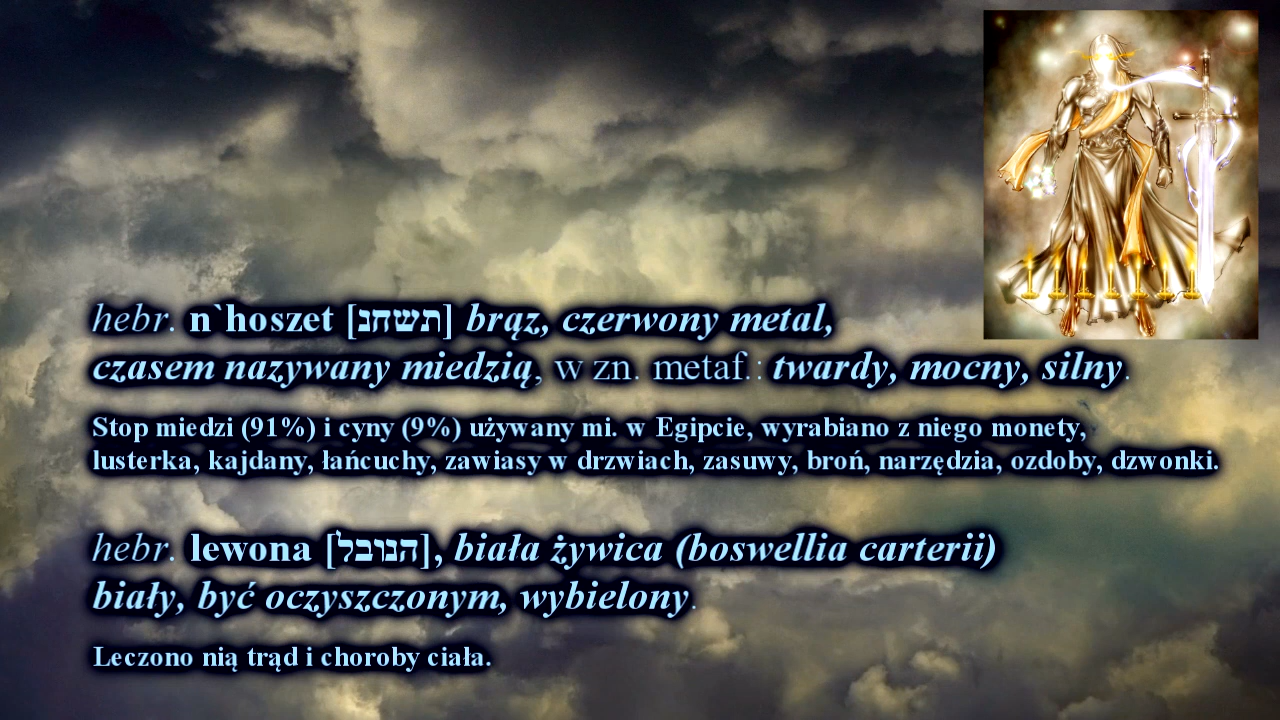 hebr. n`hoszet [תשחנ] brąz, czerwony metal,
czasem nazywany miedzią, w zn. metaf.: twardy, mocny, silny.
Stop miedzi (91%) i cyny (9%) używany mi. w Egipcie, wyrabiano z niego monety,
lusterka, kajdany, łańcuchy, zawiasy w drzwiach, zasuwy, broń, narzędzia, ozdoby, dzwonki.
hebr. lewona [הנובל], biała żywica (boswellia carterii)
biały, być oczyszczonym, wybielony.
Leczono nią trąd i choroby ciała.